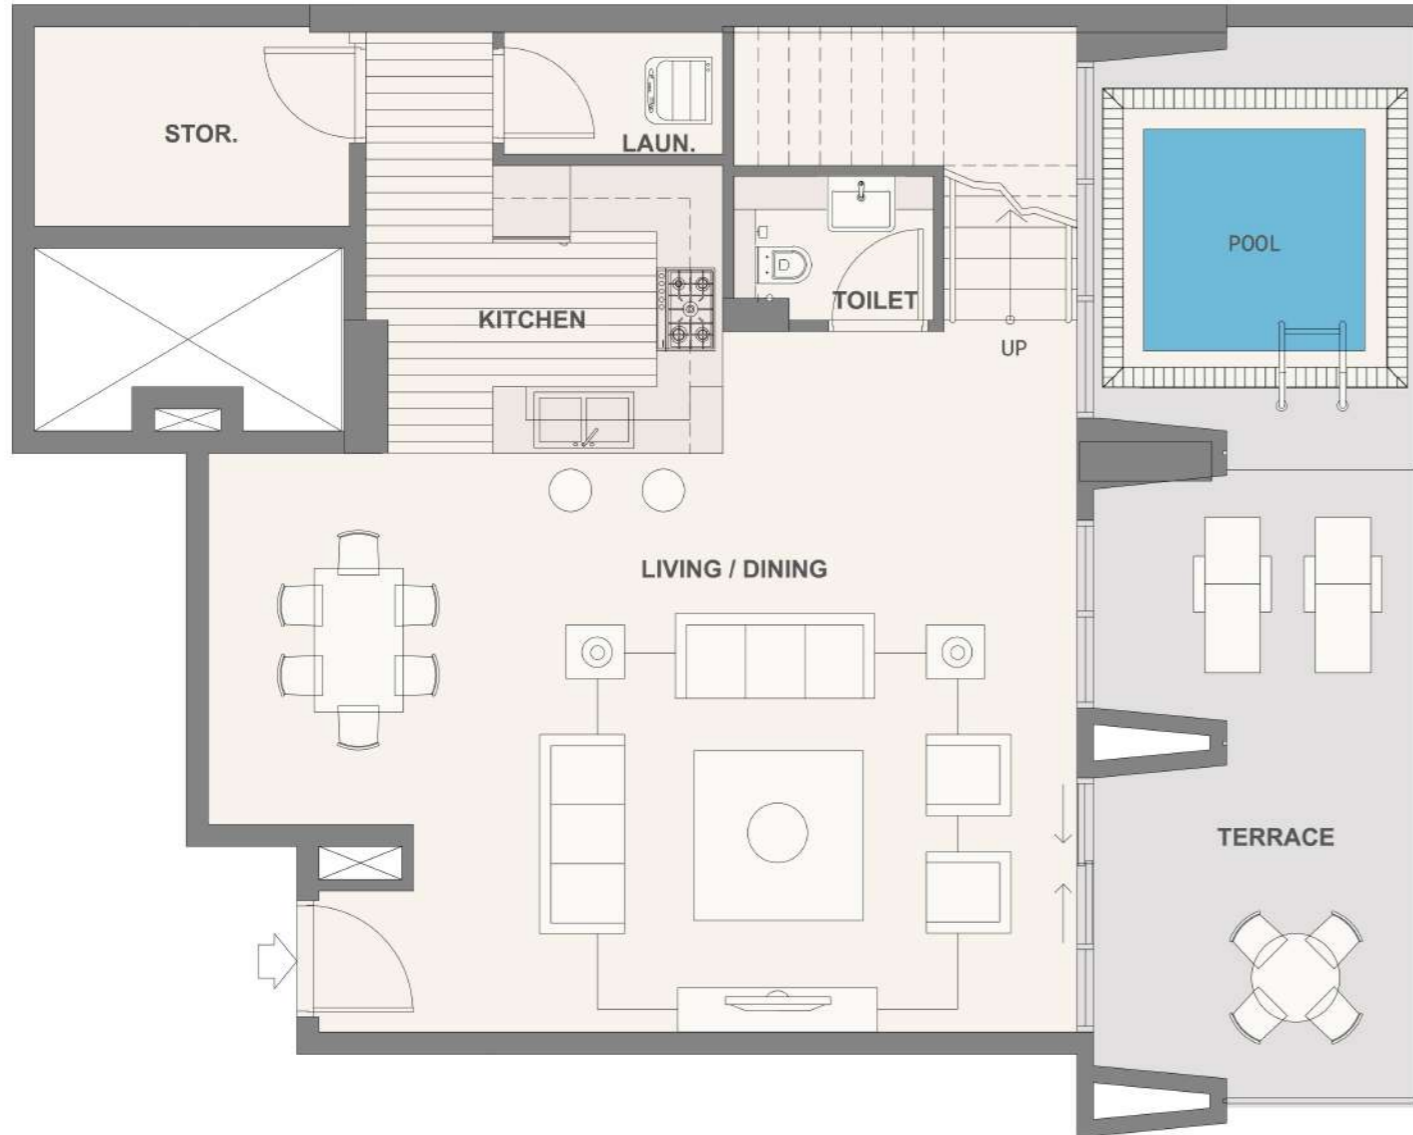 STOR.
LAUN.
POOL
TOILET
KITCHEN
UP
LIVING / DINING
TERRACE